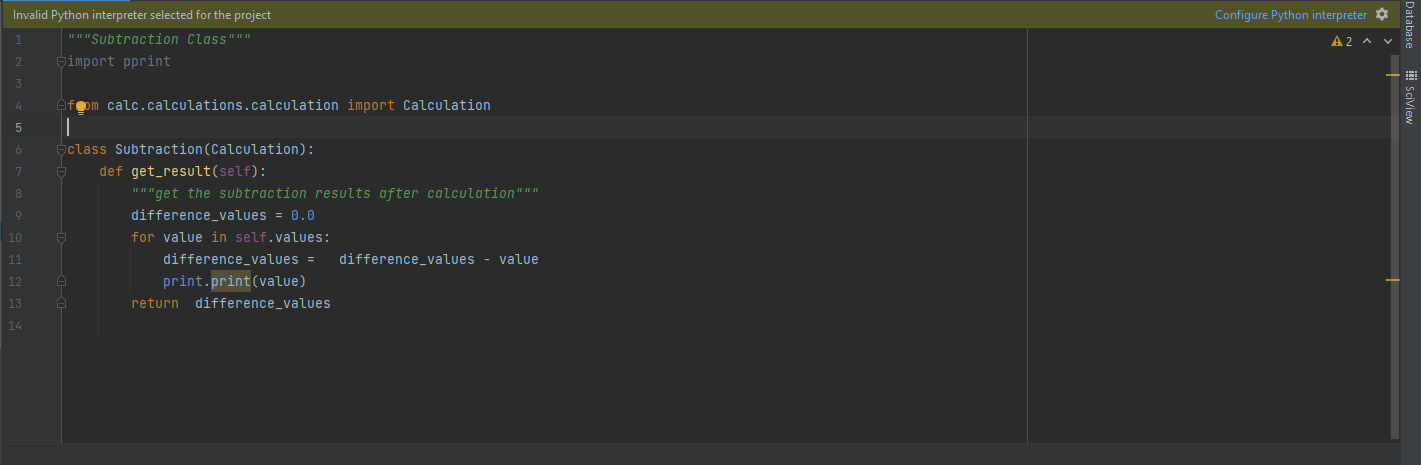 Invalid Python interpreter selected for the project
Configure Python interpreter
Database
SciView
2
1 """Subtraction Class"""
2 import pprint
3
4 from calc.calculations.calculation import Calculation
5
6 class Subtraction(Calculation):
7     def get_result(self):
8         """get the subtraction results after calculation"""
9         difference_values = 0.0
10         for value in self.values:
11             difference_values =   difference_values - value
12             print.print(value)
13         return  difference_values
14